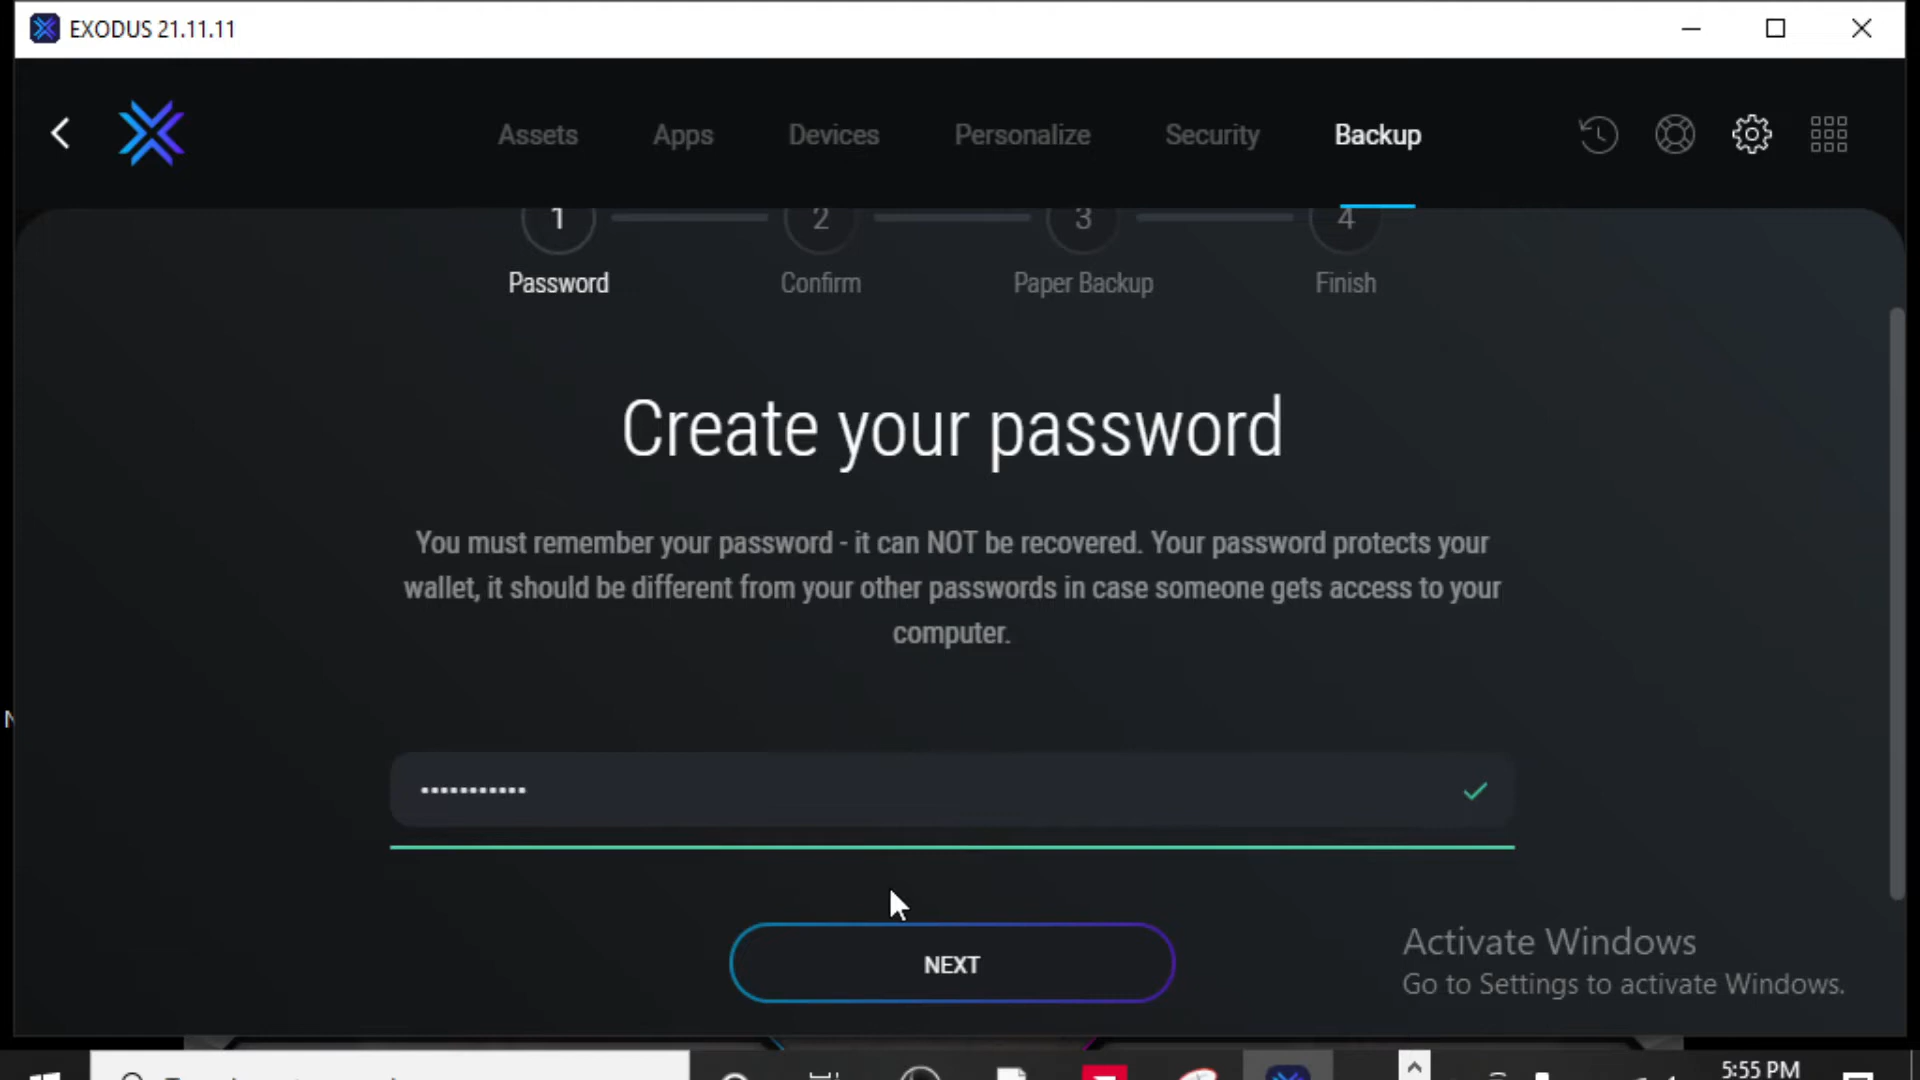 EXODUS 21.11.11
Assets Apps Devices Personalize Security Backup
1 2 3 4
Password Confirm Paper Backup Finish
Create your password
You must remember your password - it can NOT be recovered. Your password protects your
wallet, it should be different from your other passwords in case someone gets access to your
computer.
•••••••••••
NEXT
Activate Windows
Go to Settings to activate Windows.
5:55 PM